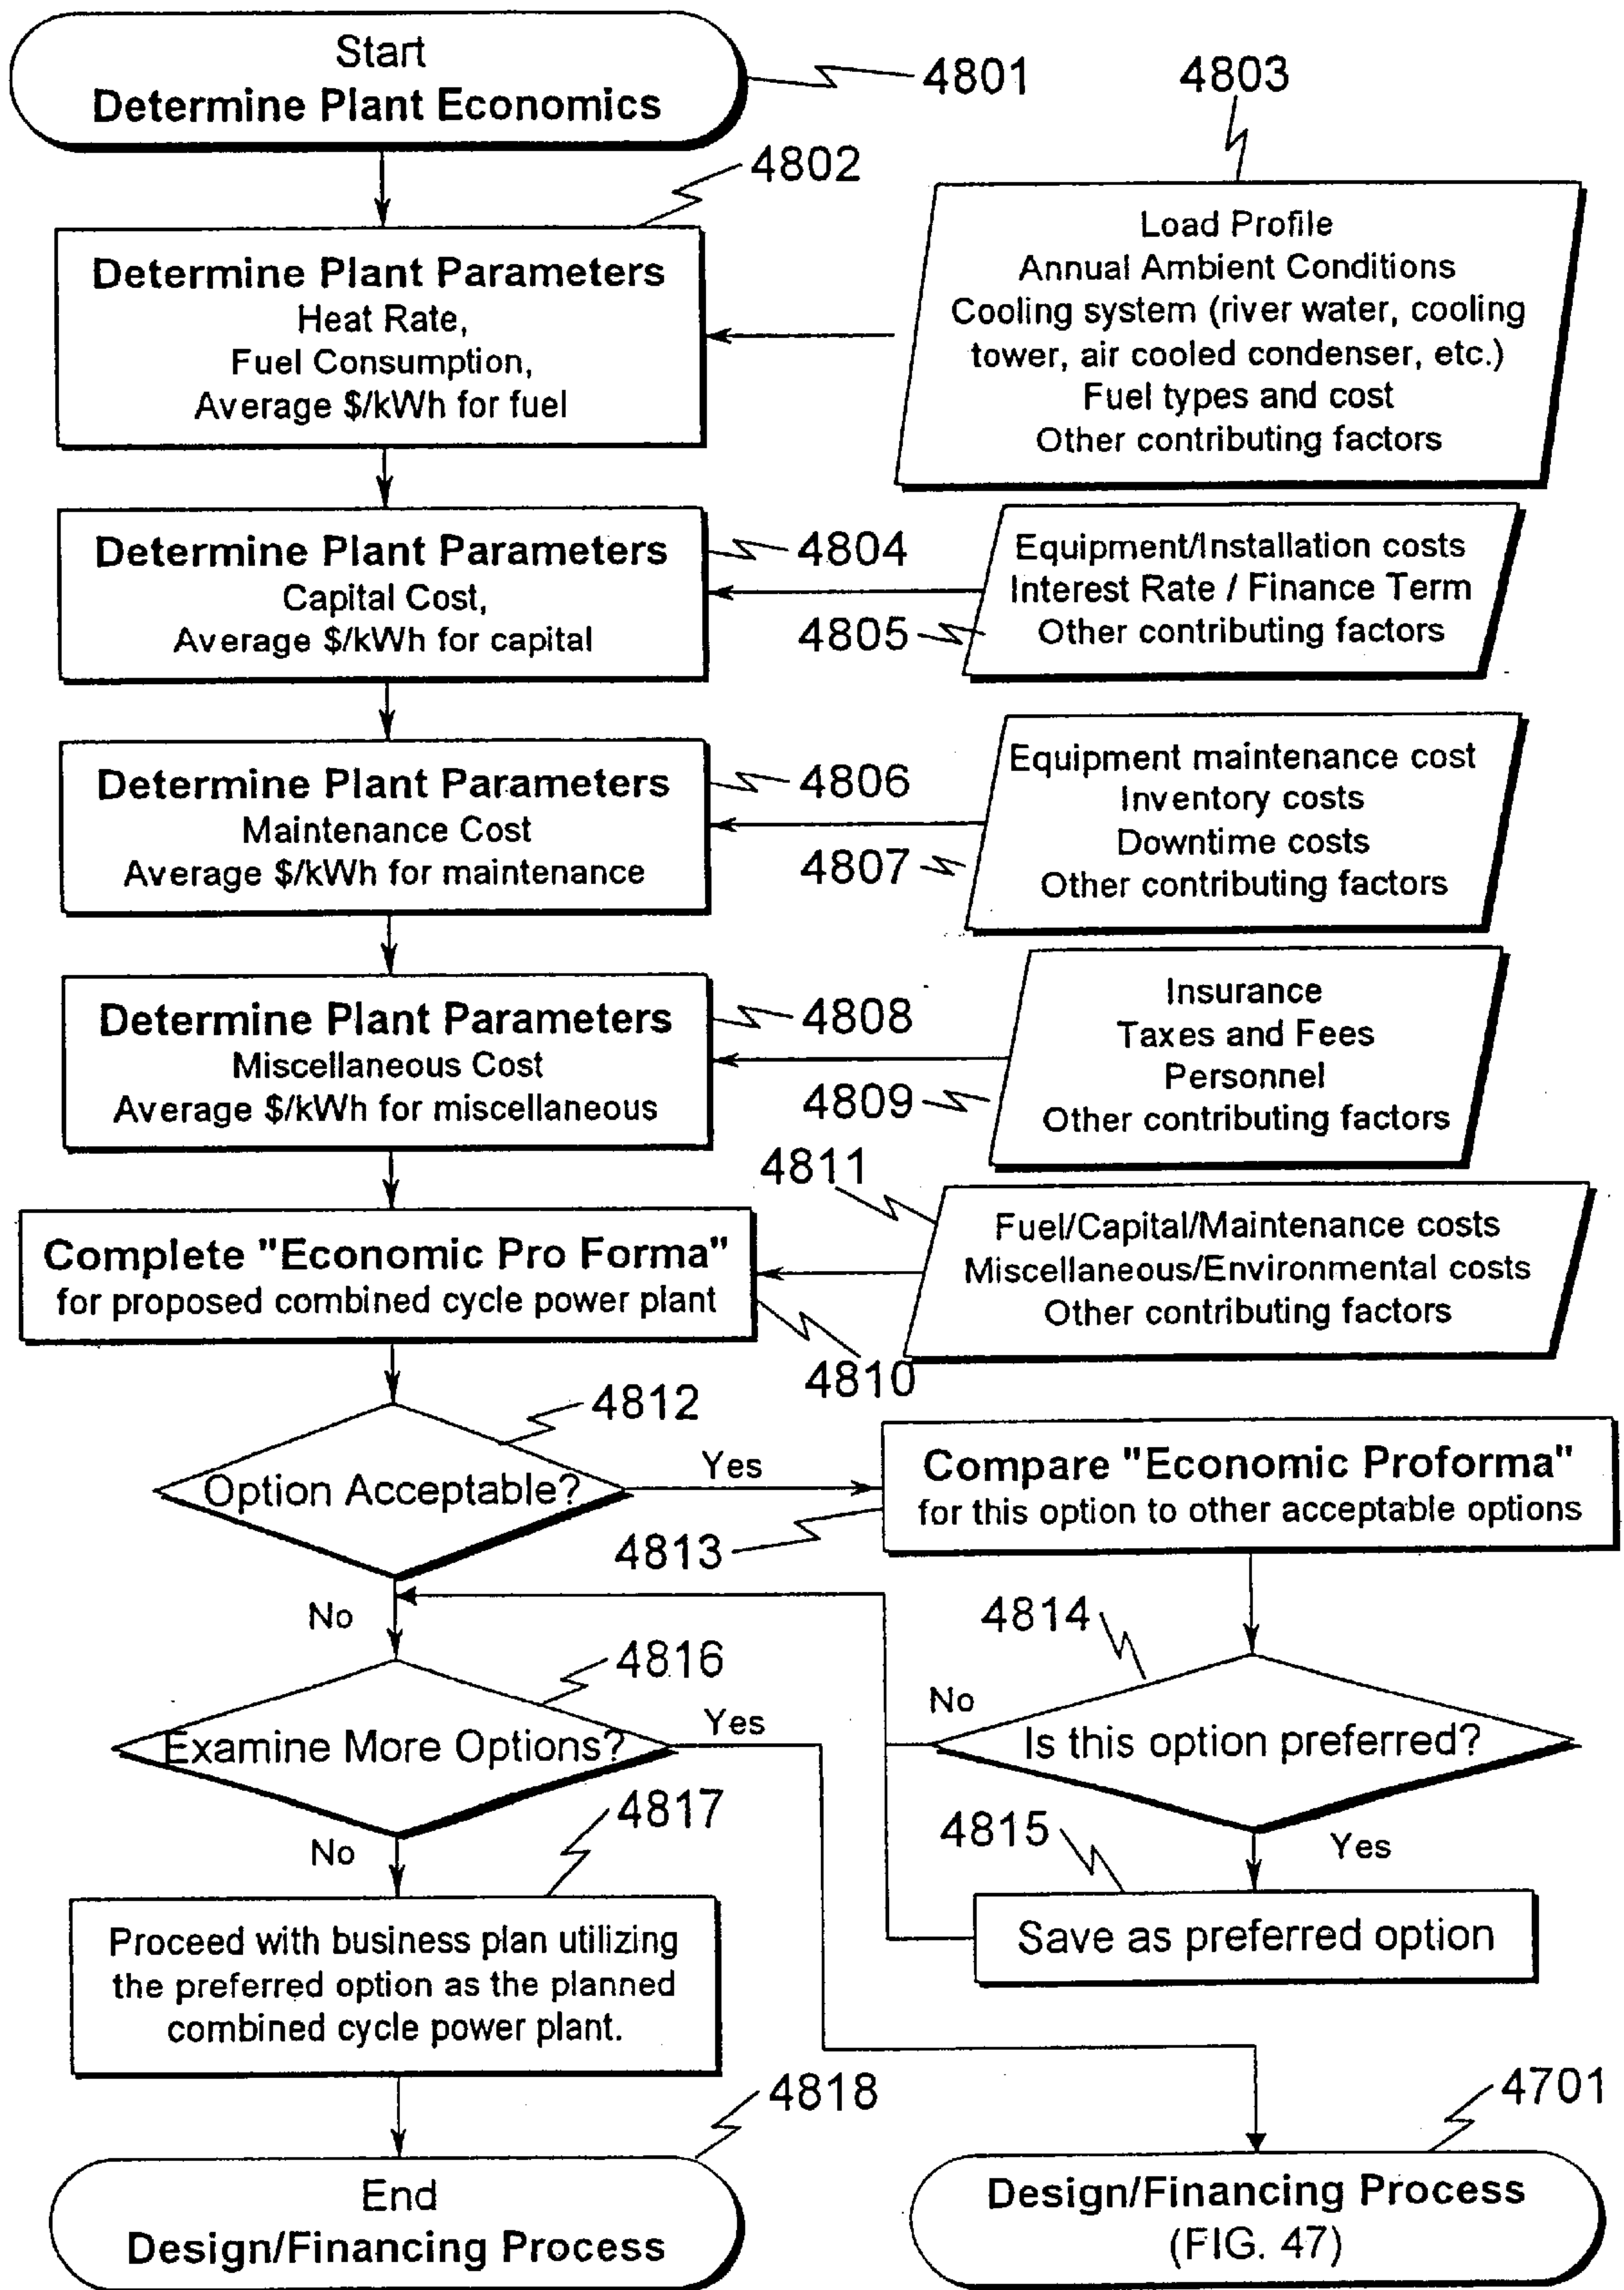 Start
Determine Plant Economics
4801
4803
4802
Determine Plant Parameters
Heat Rate,
Fuel Consumption,
Average $/kWh for fuel
Load Profile
Annual Ambient Conditions
Cooling system (river water, cooling
tower, air cooled condenser, etc.)
Fuel types and cost
Other contributing factors
Determine Plant Parameters
Capital Cost,
Average $/kWh for capital
4804
4805
Equipment/Installation costs
Interest Rate / Finance Term
Other contributing factors
Determine Plant Parameters
Maintenance Cost
Average $/kWh for maintenance
4806
4807
Equipment maintenance cost
Inventory costs
Downtime costs
Other contributing factors
Determine Plant Parameters
Miscellaneous Cost
Average $/kWh for miscellaneous
4808
4809
Insurance
Taxes and Fees
Personnel
Other contributing factors
4811
Complete "Economic Pro Forma"
for proposed combined cycle power plant
Fuel/Capital/Maintenance costs
Miscellaneous/Environmental costs
Other contributing factors
4810
4812
Option Acceptable?
Yes
Compare "Economic Proforma"
for this option to other acceptable options
4813
No
4814
4816
No
Examine More Options?
Yes
Is this option preferred?
4817
4815
No
Yes
Proceed with business plan utilizing
the preferred option as the planned
combined cycle power plant.
Save as preferred option
4818
4701
End
Design/Financing Process
Design/Financing Process
(FIG. 47)